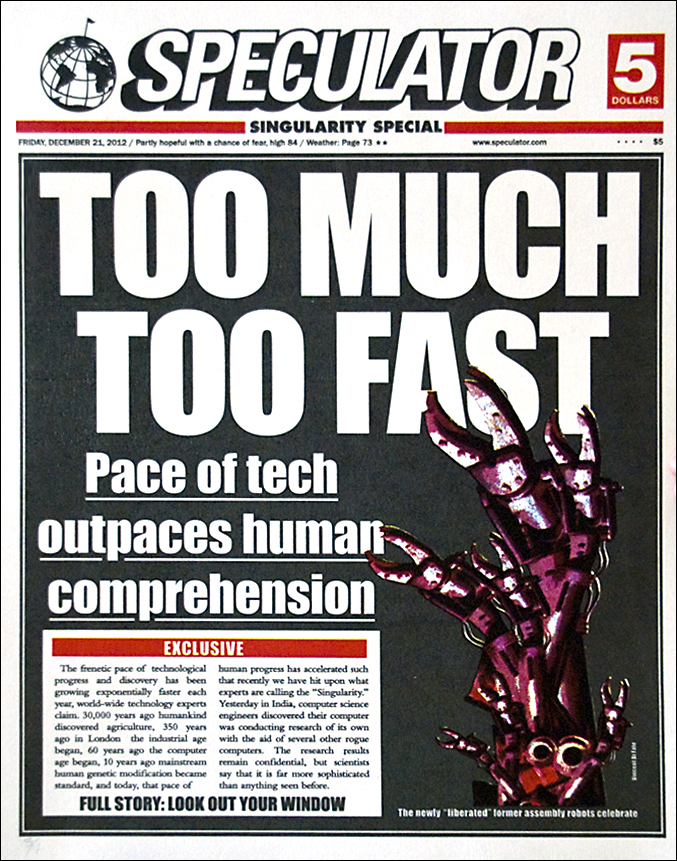 SPECULATOR
5
DOLLARS
SINGULARITY SPECIAL
FRIDAY, DECEMBER 21, 2012 / Partly hopeful with a chance of fear, high 84 / Weather: Page 73 ★★
www.speculator.com
★ ★ ★ ★ $5
TOO MUCH
TOO FAST
Pace of tech
outpaces human
comprehension
EXCLUSIVE
The frenetic pace of technological
progress and discovery has been
growing exponentially faster each
year, world-wide technology experts
claim. 30,000 years ago humankind
discovered agriculture, 350 years
ago in London the industrial age
began, 60 years ago the computer
age began, 10 years ago mainstream
human genetic modification became
standard, and today, that pace of
human progress has accelerated such
that recently we have hit upon what
experts are calling the "Singularity."
Yesterday in India, computer science
engineers discovered their computer
was conducting research of its own
with the aid of several other rogue
computers. The research results
remain confidential, but scientists
say that it is far more sophisticated
than anything seen before.
FULL STORY: LOOK OUT YOUR WINDOW
Vincent Di Fate
The newly "liberated" former assembly robots celebrate